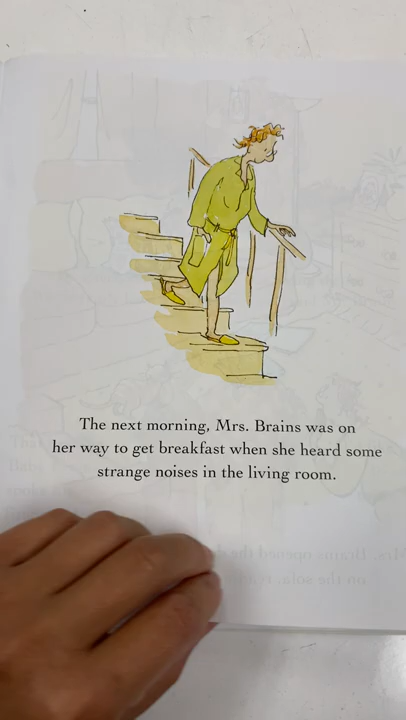 The next morning, Mrs. Brains was on
her way to get breakfast when she heard some
strange noises in the living room.